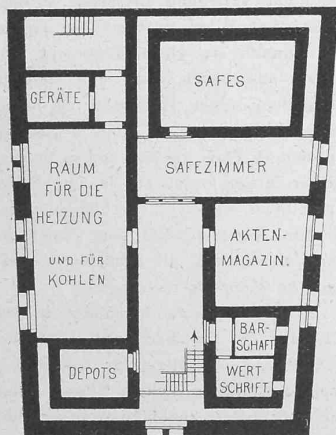 SAFES
GERÄTE
RAUM
FÜR DIE
HEIZUNG
UND FÜR
KOHLEN
SAFEZIMMER
AKTEN-
MAGAZIN.
BAR-
SCHAFT
WERT
SCHRIFT.
DEPOTS